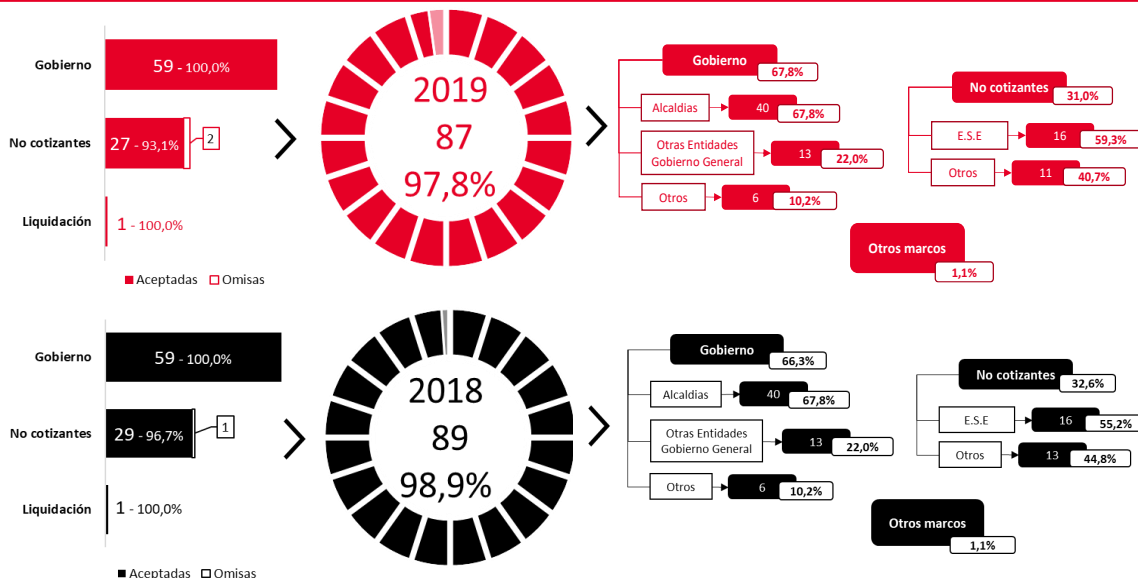 Gobierno
59 - 100,0%
No cotizantes
27 - 93,1%
2
Liquidación
1 - 100,0%
Aceptadas Omisas
2019
87
97,8%
Gobierno
67,8%
Alcaldias
40
67,8%
Otras Entidades
Gobierno General
13
22,0%
Otros
6
10,2%
No cotizantes
31,0%
E.S.E
16
59,3%
Otros
11
40,7%
Otros marcos
1,1%
Gobierno
59 - 100,0%
No cotizantes
29 - 96,7%
1
Liquidación
1 - 100,0%
Aceptadas Omisas
2018
89
98,9%
Gobierno
66,3%
Alcaldias
40
67,8%
Otras Entidades
Gobierno General
13
22,0%
Otros
6
10,2%
No cotizantes
32,6%
E.S.E
16
55,2%
Otros
13
44,8%
Otros marcos
1,1%